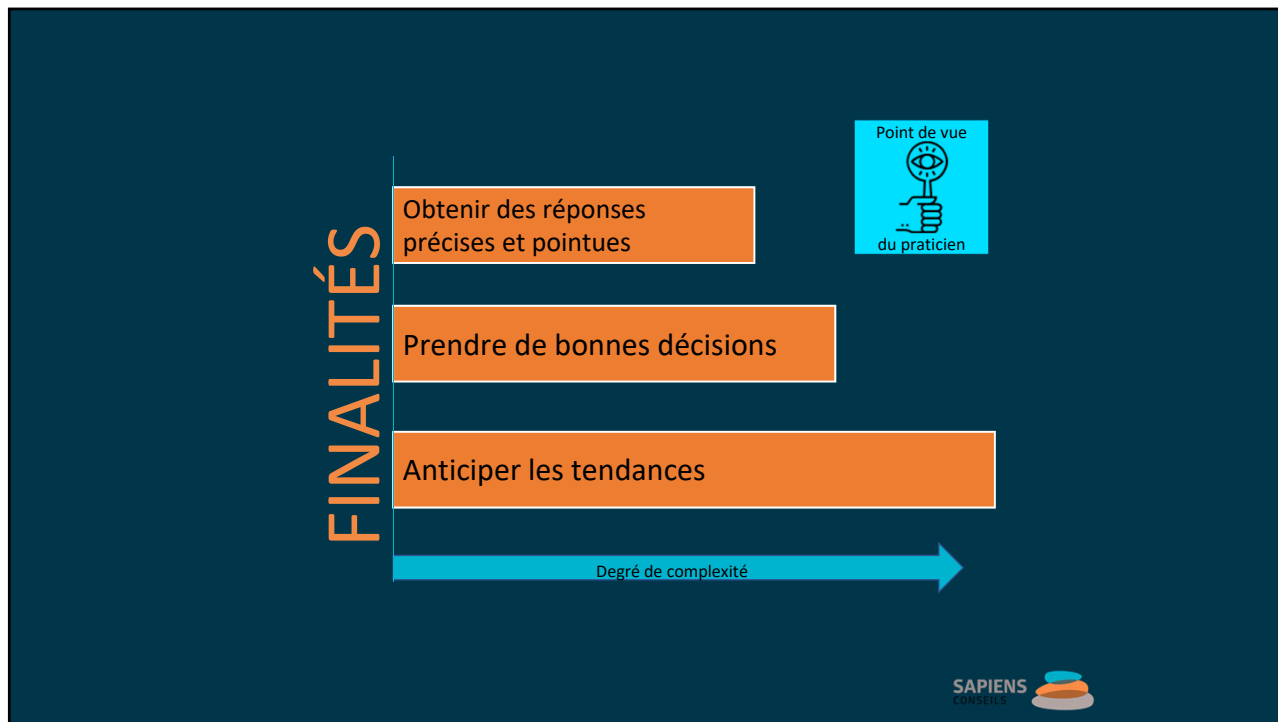 Point de vue
du praticien
FINALITÉS
Obtenir des réponses
précises et pointues
Prendre de bonnes décisions
Anticiper les tendances
Degré de complexité
SAPIENS
CONSEILS